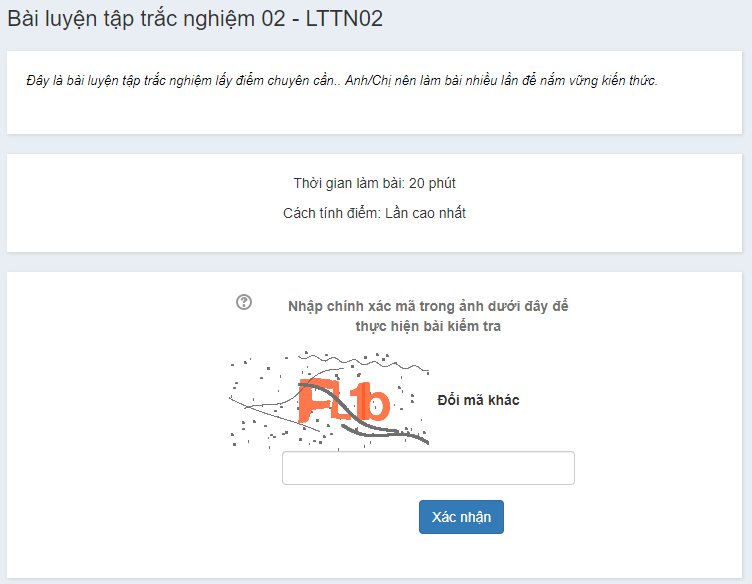 Bài luyện tập trắc nghiệm 02 - LTTN02
Đây là bài luyện tập trắc nghiệm lấy điểm chuyên cần.. Anh/Chị nên làm bài nhiều lần để nắm vững kiến thức.
Thời gian làm bài: 20 phút
Cách tính điểm: Lần cao nhất
Nhập chính xác mã trong ảnh dưới đây để
thực hiện bài kiểm tra
Đổi mã khác
Xác nhận